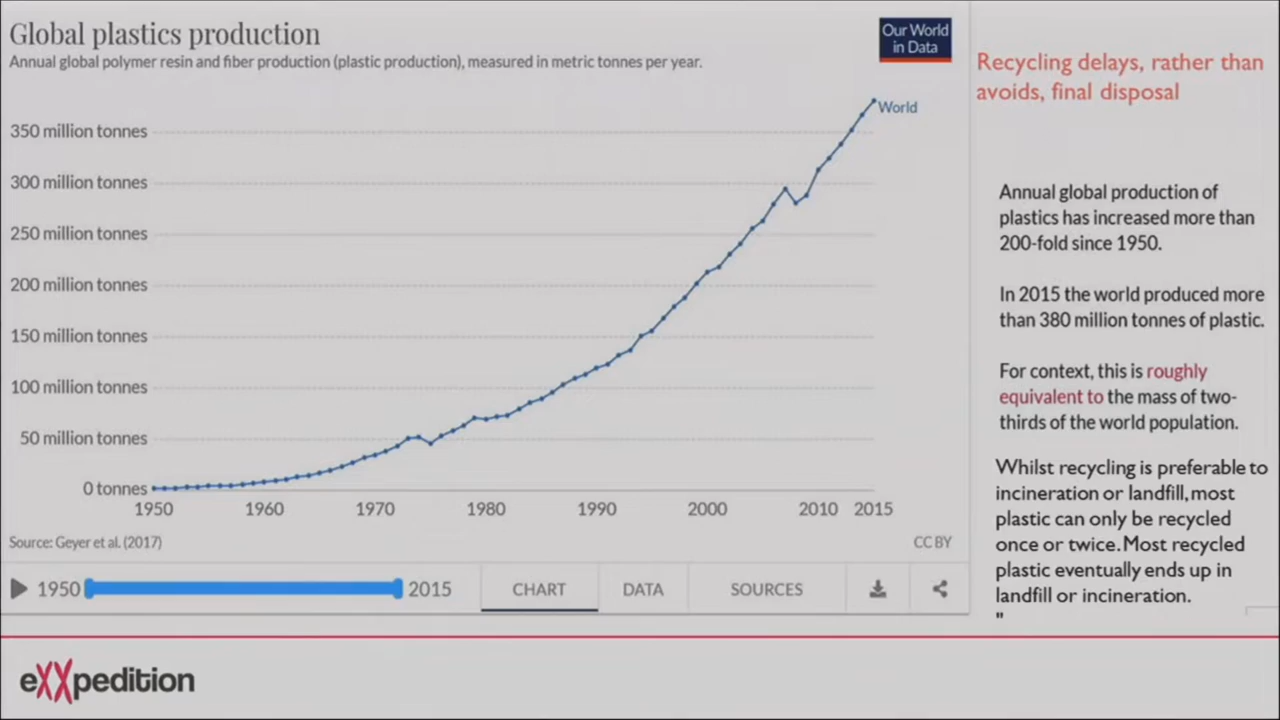 Global plastics production
Annual global polymer resin and fiber production (plastic production), measured in metric tonnes per year.
Our World
in Data
Recycling delays, rather than
avoids, final disposal
World
350 million tonnes
300 million tonnes
250 million tonnes
200 million tonnes
150 million tonnes
100 million tonnes
50 million tonnes
0 tonnes
1950 1960 1970 1980 1990 2000 2010 2015
Source: Geyer et al. (2017)
CC BY
1950 2015 CHART DATA SOURCES
Annual global production of
plastics has increased more than
200-fold since 1950.
In 2015 the world produced more
than 380 million tonnes of plastic.
For context, this is roughly
equivalent to the mass of two-
thirds of the world population.
Whilst recycling is preferable to
incineration or landfill, most
plastic can only be recycled
once or twice. Most recycled
plastic eventually ends up in
landfill or incineration.
"
eXXpedition